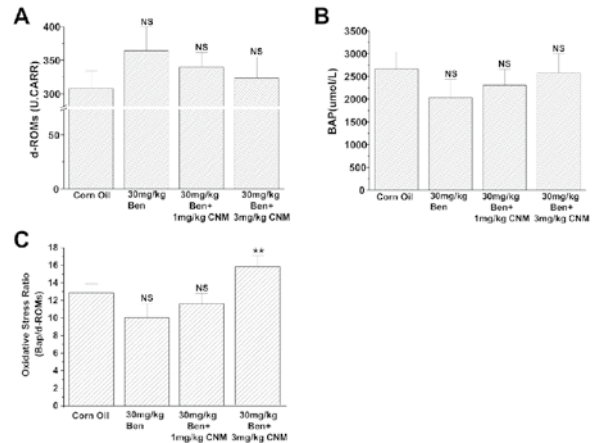 A
d-ROMs (U.CARR)
400
350
300
50
0
NS
NS
NS
Corn Oil
30mg/kg
Ben
30mg/kg
Ben+
1mg/kg CNM
30mg/kg
Ben+
3mg/kg CNM
B
BAP(umol/L)
3500
3000
2500
2000
1500
1000
500
0
NS
NS
NS
Corn Oil
30mg/kg
Ben
30mg/kg
Ben+
1mg/kg CNM
30mg/kg
Ben+
3mg/kg CNM
C
Oxidative Stress Ratio
(Bap/d-ROMs)
18
16
14
12
10
8
6
4
2
0
NS
NS
**
Corn Oil
30mg/kg
Ben
30mg/kg
Ben+
1mg/kg CNM
30mg/kg
Ben+
3mg/kg CNM